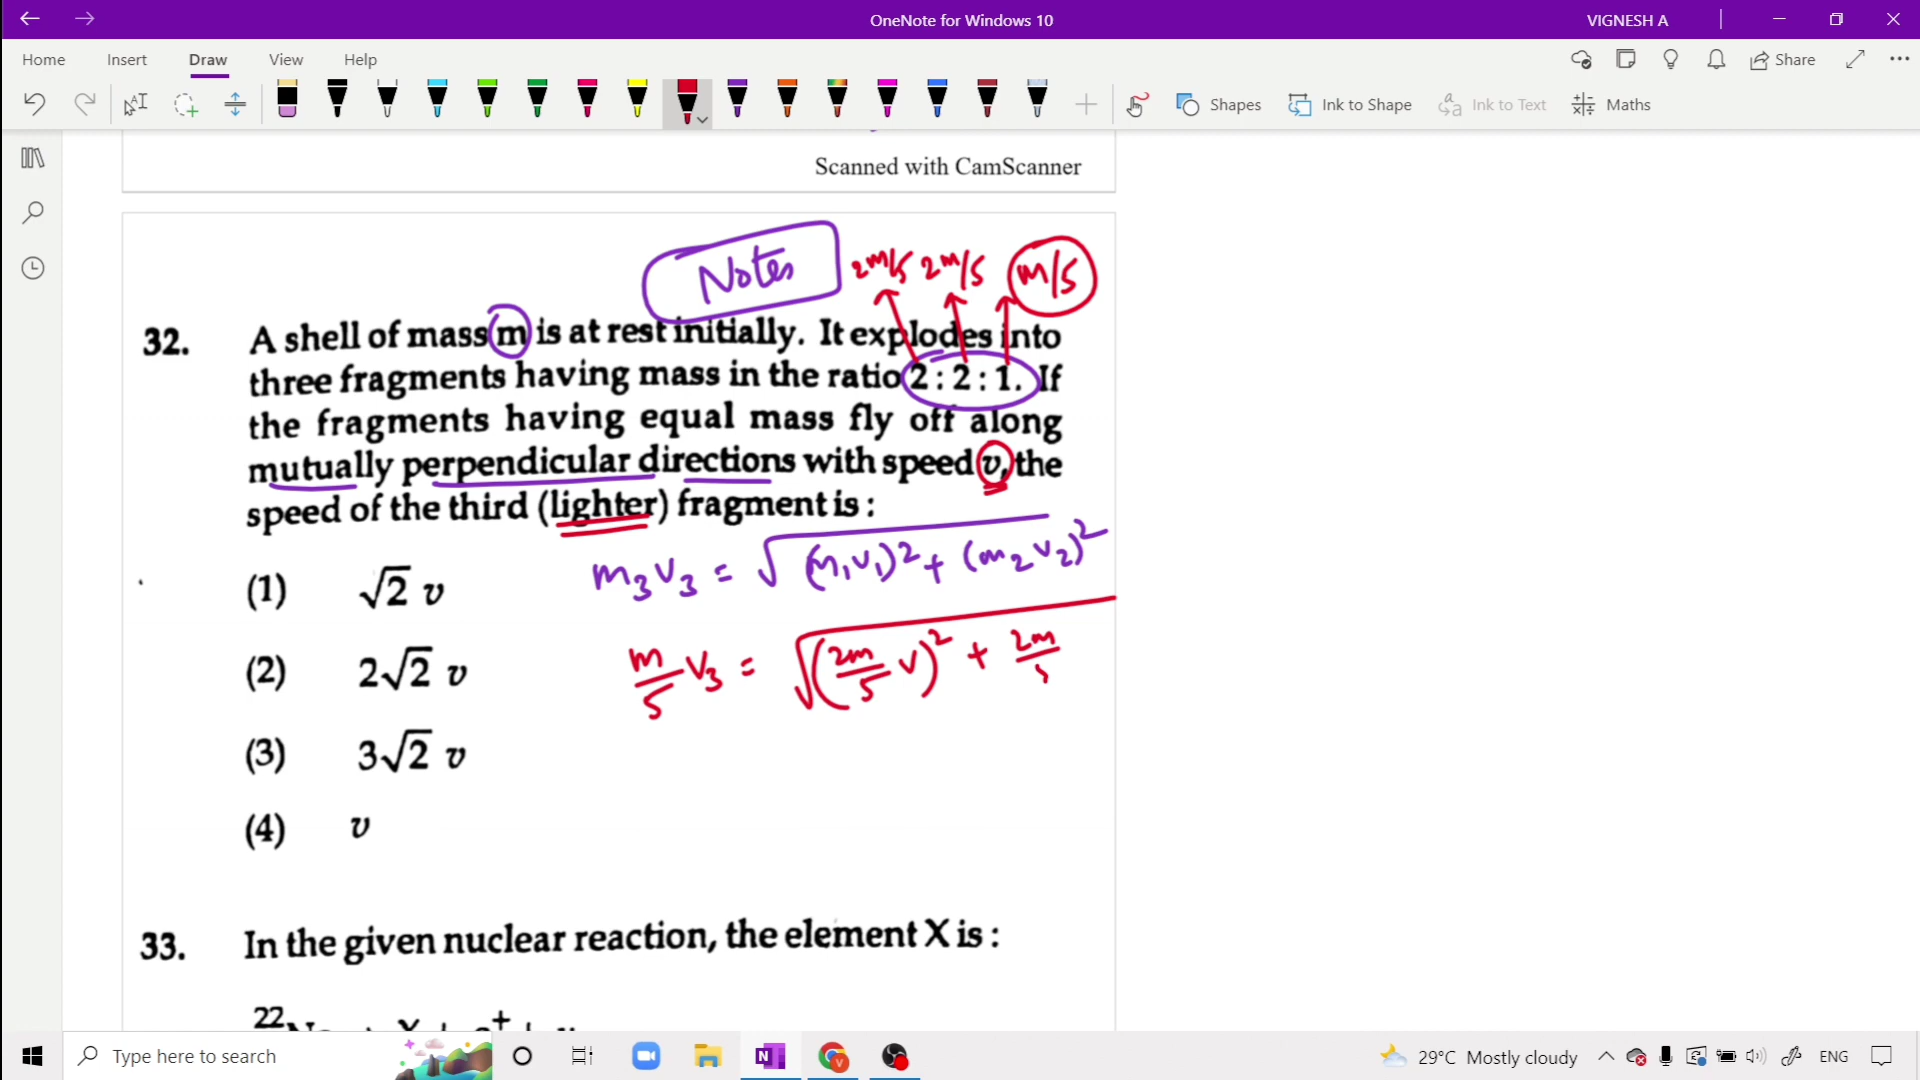 OneNote for Windows 10
VIGNESH A
Home Insert Draw View Help
Share
Shapes Ink to Shape Ink to Text Maths
Scanned with CamScanner
Notes 2m/5 2m/5 m/5
32. A shell of mass m is at rest initially. It explodes into
three fragments having mass in the ratio 2 : 2 : 1. If
the fragments having equal mass fly off along
mutually perpendicular directions with speed v, the
speed of the third (lighter) fragment is :
m₃v₃ = √(m₁v₁)² + (m₂v₂)²
(1) √2 v
m/5 v₃ = √(2m/5 v)² + 2m/5
(2) 2√2 v
(3) 3√2 v
(4) v
33. In the given nuclear reaction, the element X is :
22
Type here to search
29°C Mostly cloudy
ENG